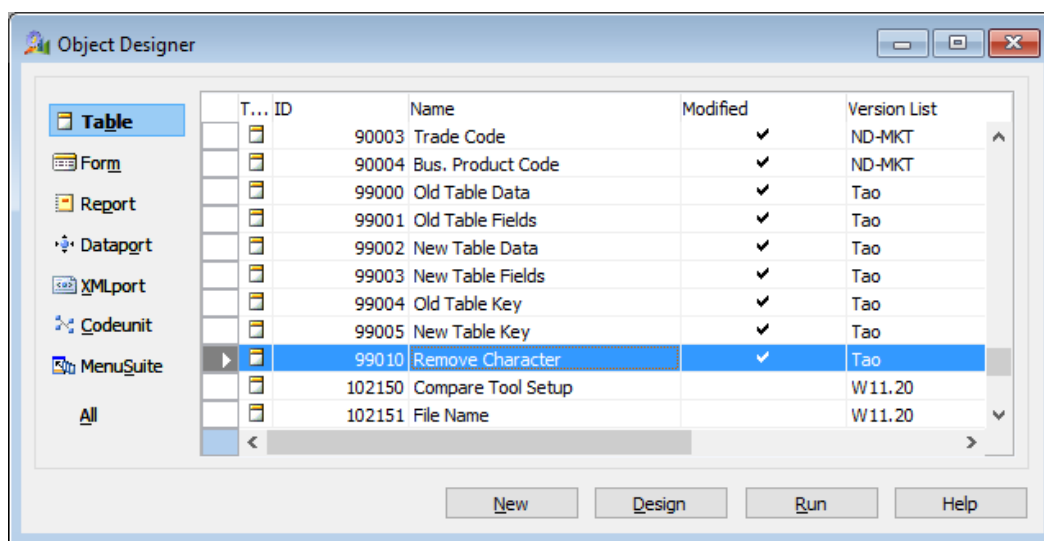 Object Designer
Table
Form
Report
Dataport
XMLport
Codeunit
MenuSuite
All
T... ID Name Modified Version List
90003 Trade Code ND-MKT
90004 Bus. Product Code ND-MKT
99000 Old Table Data Tao
99001 Old Table Fields Tao
99002 New Table Data Tao
99003 New Table Fields Tao
99004 Old Table Key Tao
99005 New Table Key Tao
99010 Remove Character Tao
102150 Compare Tool Setup W11.20
102151 File Name W11.20
New Design Run Help